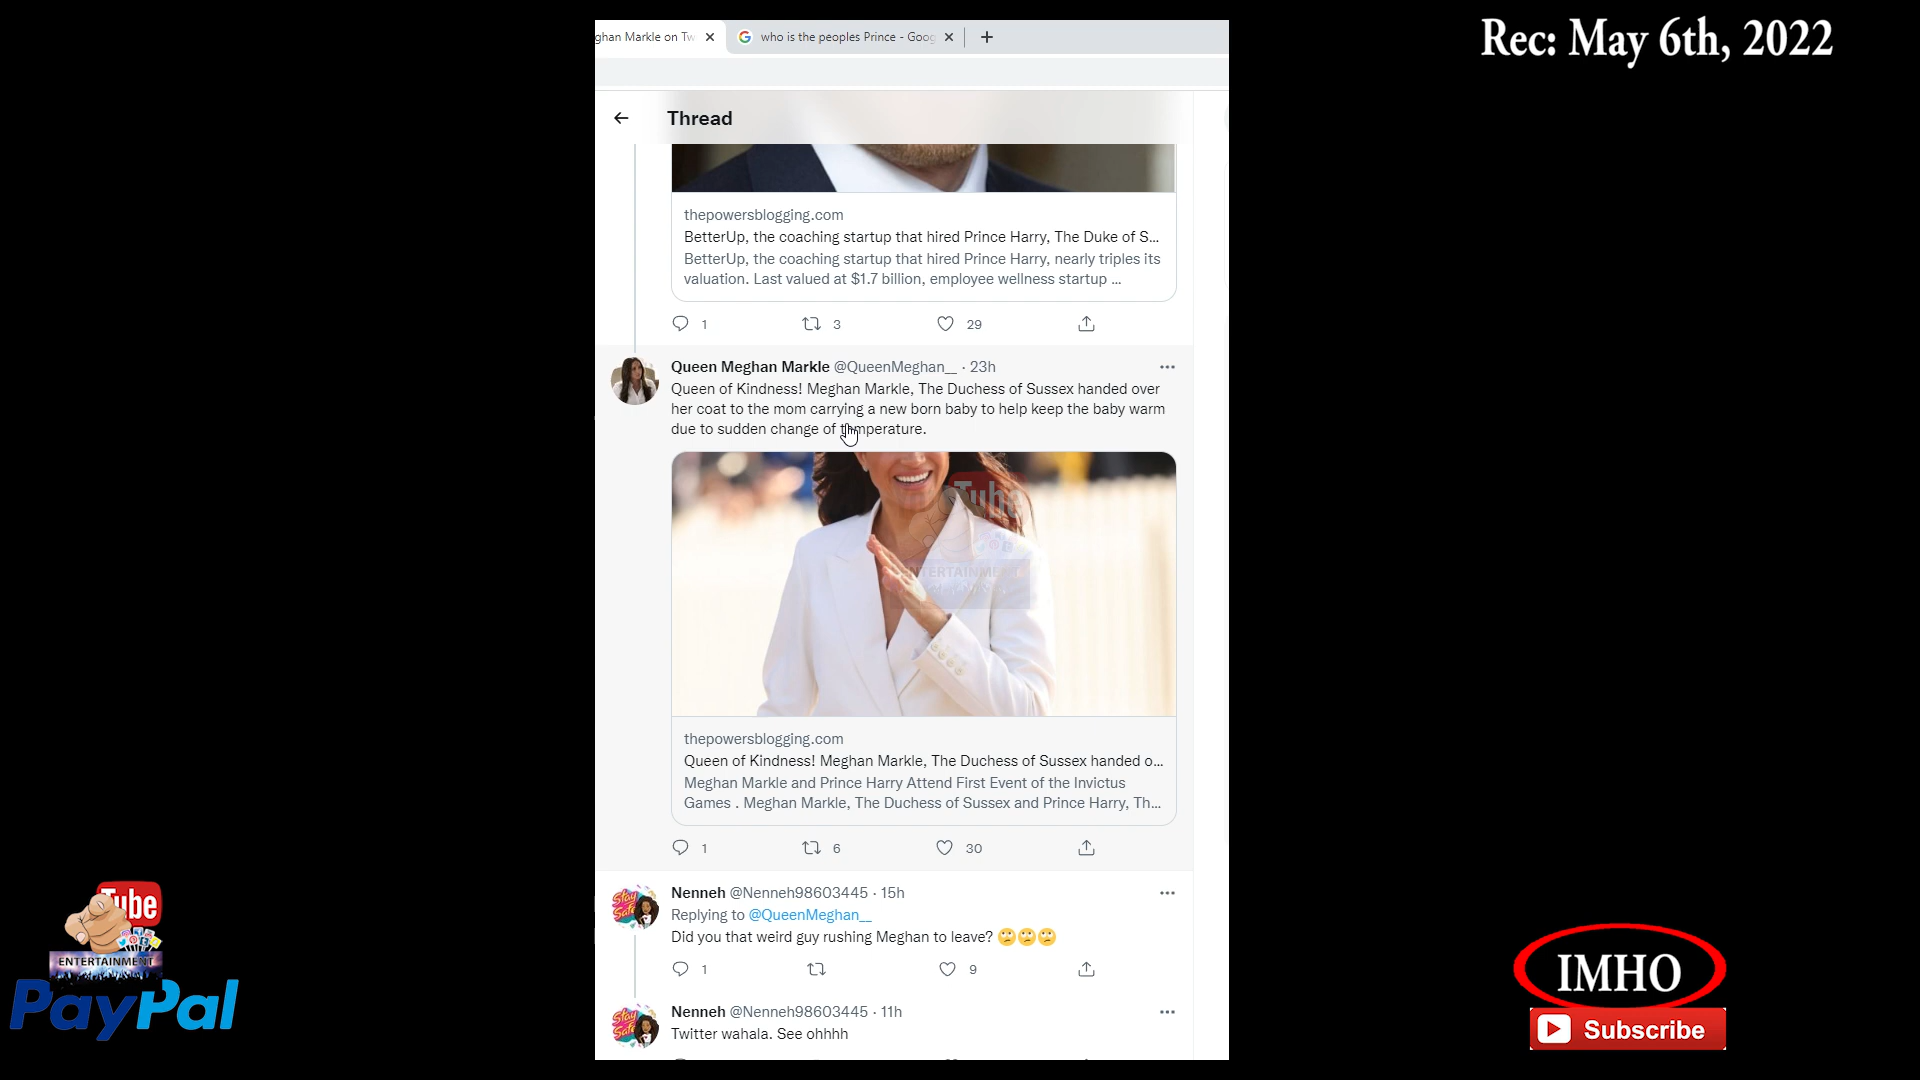 Rec: May 6th, 2022
ghan Markle on Tw
who is the peoples Prince - Goog
Thread
thepowersblogging.com
BetterUp, the coaching startup that hired Prince Harry, The Duke of S...
BetterUp, the coaching startup that hired Prince Harry, nearly triples its
valuation. Last valued at $1.7 billion, employee wellness startup ...
1 3 29
Queen Meghan Markle @QueenMeghan__ · 23h
Queen of Kindness! Meghan Markle, The Duchess of Sussex handed over
her coat to the mom carrying a new born baby to help keep the baby warm
due to sudden change of temperature.
Tube
ENTERTAINMENT
thepowersblogging.com
Queen of Kindness! Meghan Markle, The Duchess of Sussex handed o...
Meghan Markle and Prince Harry Attend First Event of the Invictus
Games . Meghan Markle, The Duchess of Sussex and Prince Harry, Th...
1 6 30
Nenneh @Nenneh98603445 · 15h
Stay Safe
Replying to @QueenMeghan__
Did you that weird guy rushing Meghan to leave? 🙄🙄🙄
1 9
Nenneh @Nenneh98603445 · 11h
Stay Safe
Twitter wahala. See ohhhh
Tube
ENTERTAINMENT
PayPal
IMHO
Subscribe